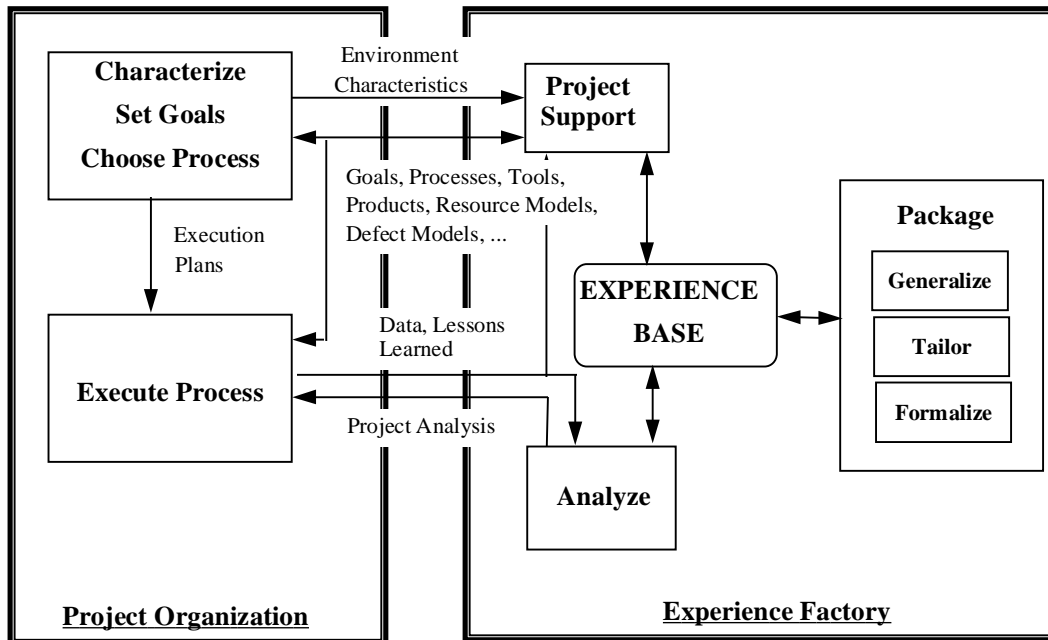 Characterize
Set Goals
Choose Process
Environment
Characteristics
Project
Support
Goals, Processes, Tools,
Products, Resource Models,
Defect Models, ...
Execution
Plans
Package
Generalize
Tailor
Formalize
EXPERIENCE
BASE
Data, Lessons
Learned
Execute Process
Project Analysis
Analyze
Project Organization
Experience Factory